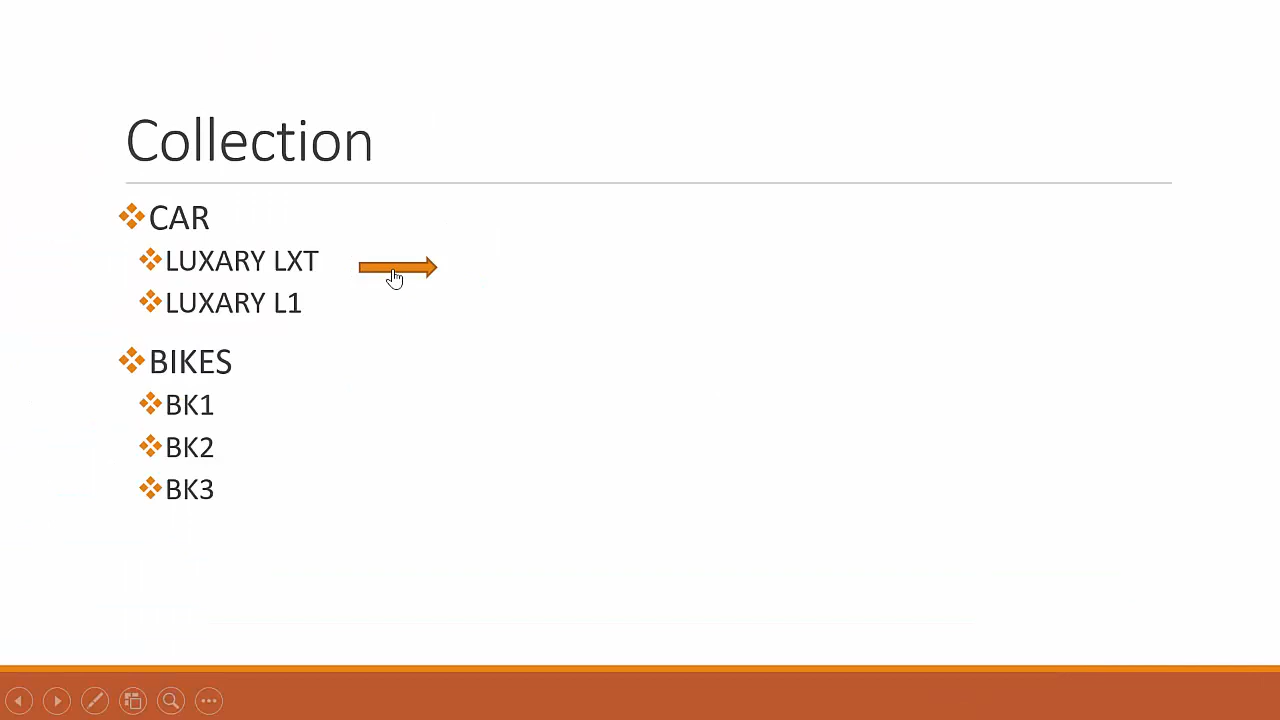 Collection
CAR
LUXARY LXT
LUXARY L1
BIKES
BK1
BK2
BK3